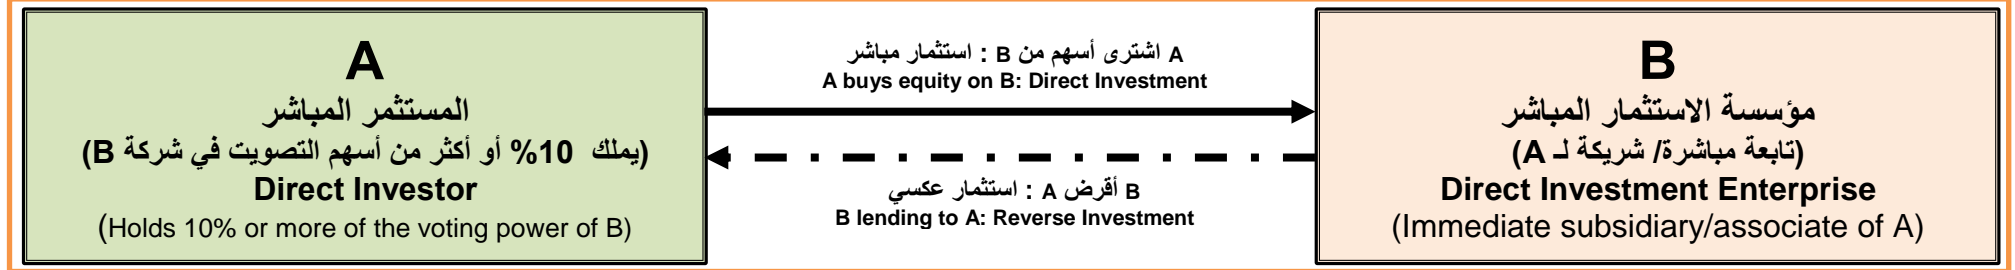 A
المستثمر المباشر
(يملك 10% أو أكثر من أسهم التصويت في شركة B)
Direct Investor
(Holds 10% or more of the voting power of B)
A اشترى أسهم من B : استثمار مباشر
A buys equity on B: Direct Investment
B أقرض A : استثمار عكسي
B lending to A: Reverse Investment
B
مؤسسة الاستثمار المباشر
(تابعة مباشرة/ شريكة لـ A)
Direct Investment Enterprise
(Immediate subsidiary/associate of A)